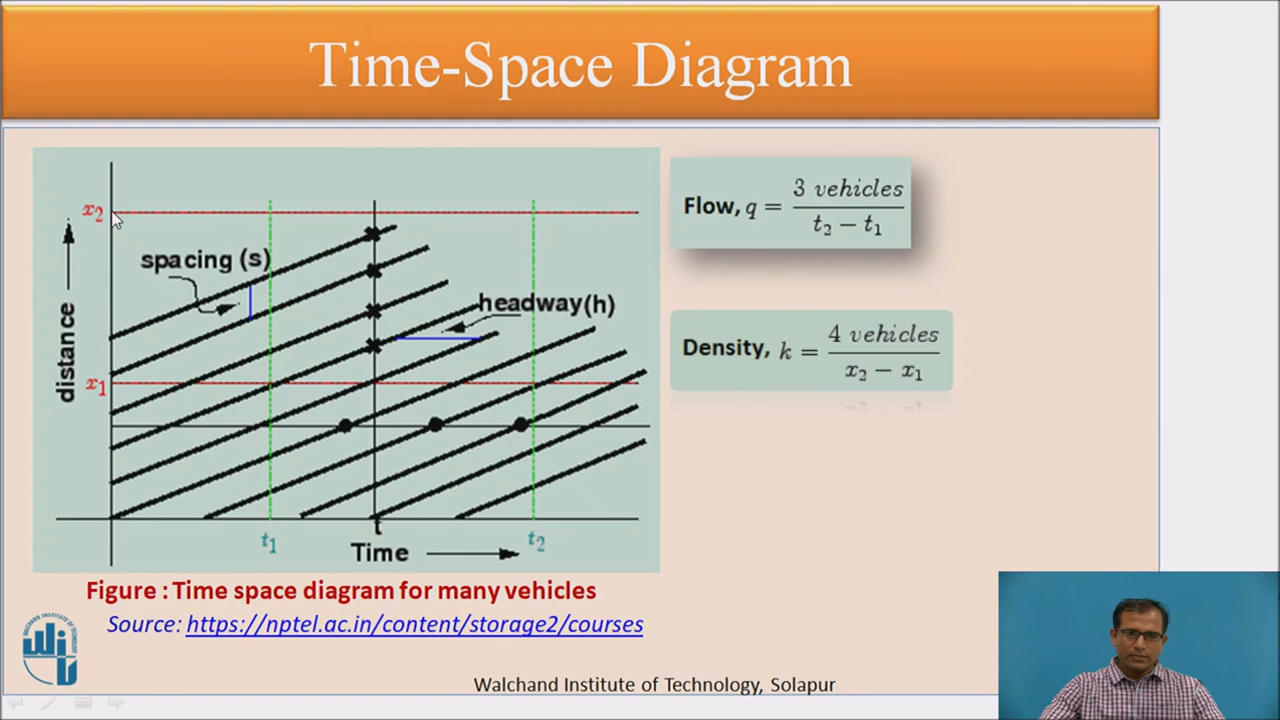 Time-Space Diagram
x₂
spacing (s)
headway(h)
distance
x₁
t
t₁
Time
t₂
Flow, q = 3 vehicles / t₂ − t₁
Density, k = 4 vehicles / x₂ − x₁
Figure : Time space diagram for many vehicles
Source: https://nptel.ac.in/content/storage2/courses
Walchand Institute of Technology, Solapur